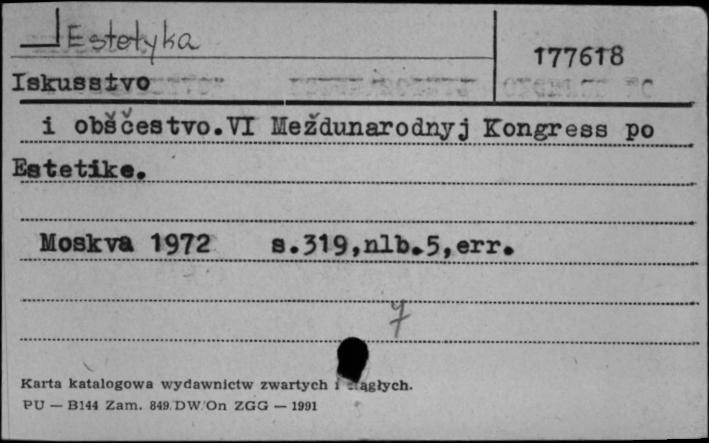 Estetyka
177618
Iskusstvo
i obščestvo.VI Meždunarodnyj Kongress po
Estetike.
Moskva 1972 s.319,nlb.5,err.
7
Karta katalogowa wydawnictw zwartych i ciągłych.
PU — B144 Zam. 849/DW/On ZGG — 1991